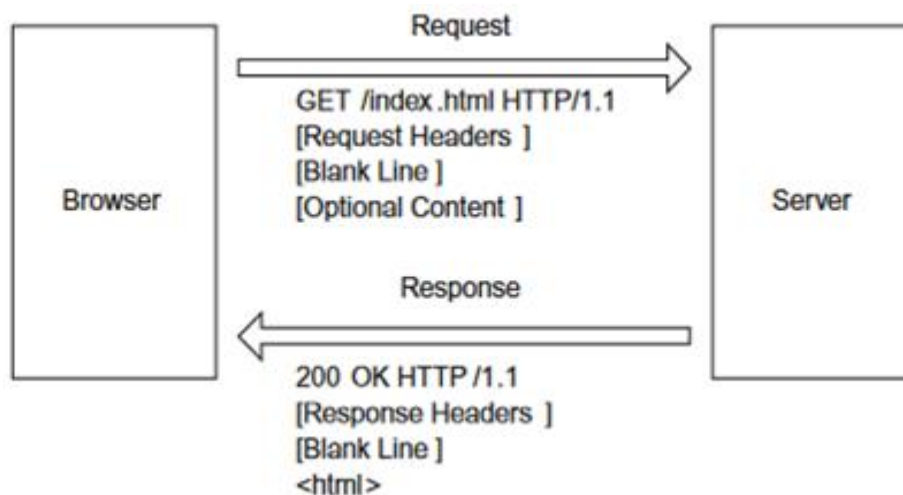 Request
GET /index.html HTTP/1.1
[Request Headers ]
[Blank Line ]
[Optional Content ]
Browser
Server
Response
200 OK HTTP /1.1
[Response Headers ]
[Blank Line ]
<html>